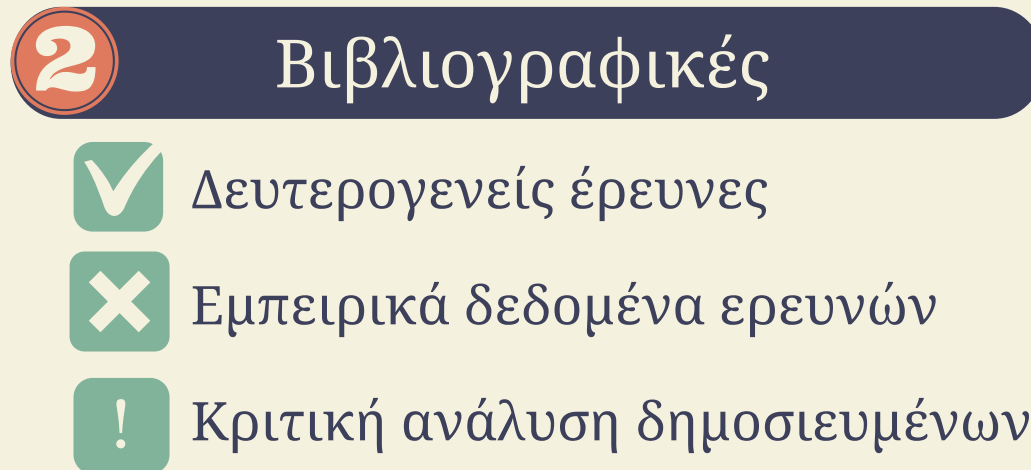 2 Βιβλιογραφικές
Δευτερογενείς έρευνες
Εμπειρικά δεδομένα ερευνών
! Κριτική ανάλυση δημοσιευμένων